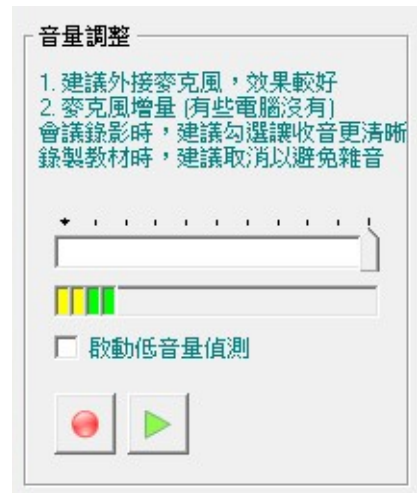 音量調整
1. 建議外接麥克風，效果較好
2. 麥克風增量 (有些電腦沒有)
會議錄影時，建議勾選讓收音更清晰
錄製教材時，建議取消以避免雜音
啟動低音量偵測